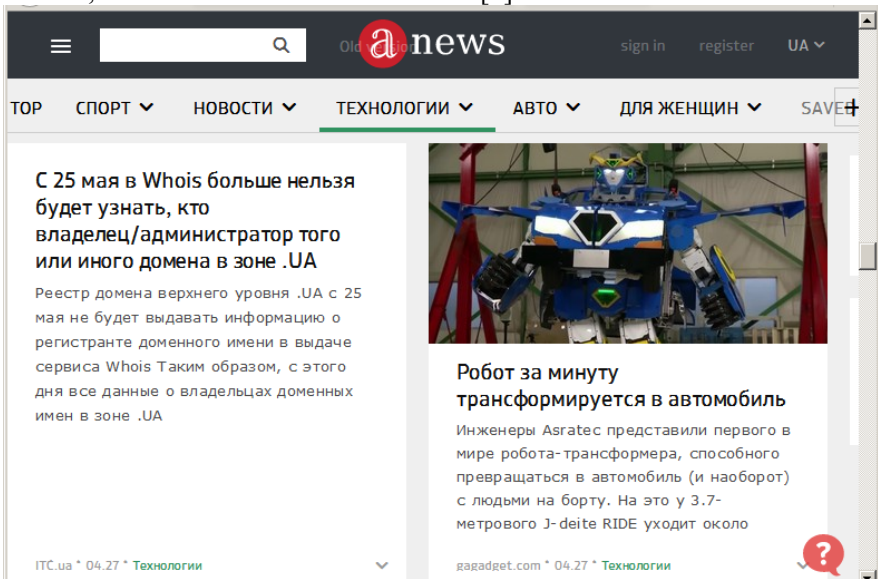 Old version
a news
sign in register UA
TOP СПОРТ НОВОСТИ ТЕХНОЛОГИИ АВТО ДЛЯ ЖЕНЩИН SAVED +
С 25 мая в Whois больше нельзя
будет узнать, кто
владелец/администратор того
или иного домена в зоне .UA
Реестр домена верхнего уровня .UA с 25
мая не будет выдавать информацию о
регистранте доменного имени в выдаче
сервиса Whois Таким образом, с этого
дня все данные о владельцах доменных
имен в зоне .UA
ITC.ua * 04.27 * Технологии
Робот за минуту
трансформируется в автомобиль
Инженеры Asratec представили первого в
мире робота-трансформера, способного
превращаться в автомобиль (и наоборот)
с людьми на борту. На это у 3.7-
метрового J-deite RIDE уходит около
gagadget.com * 04.27 * Технологии
?